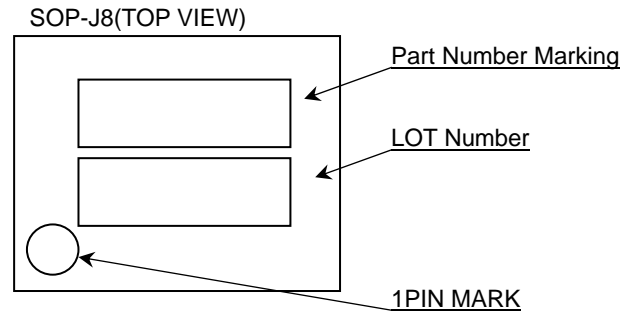 SOP-J8(TOP VIEW)
Part Number Marking
LOT Number
1PIN MARK